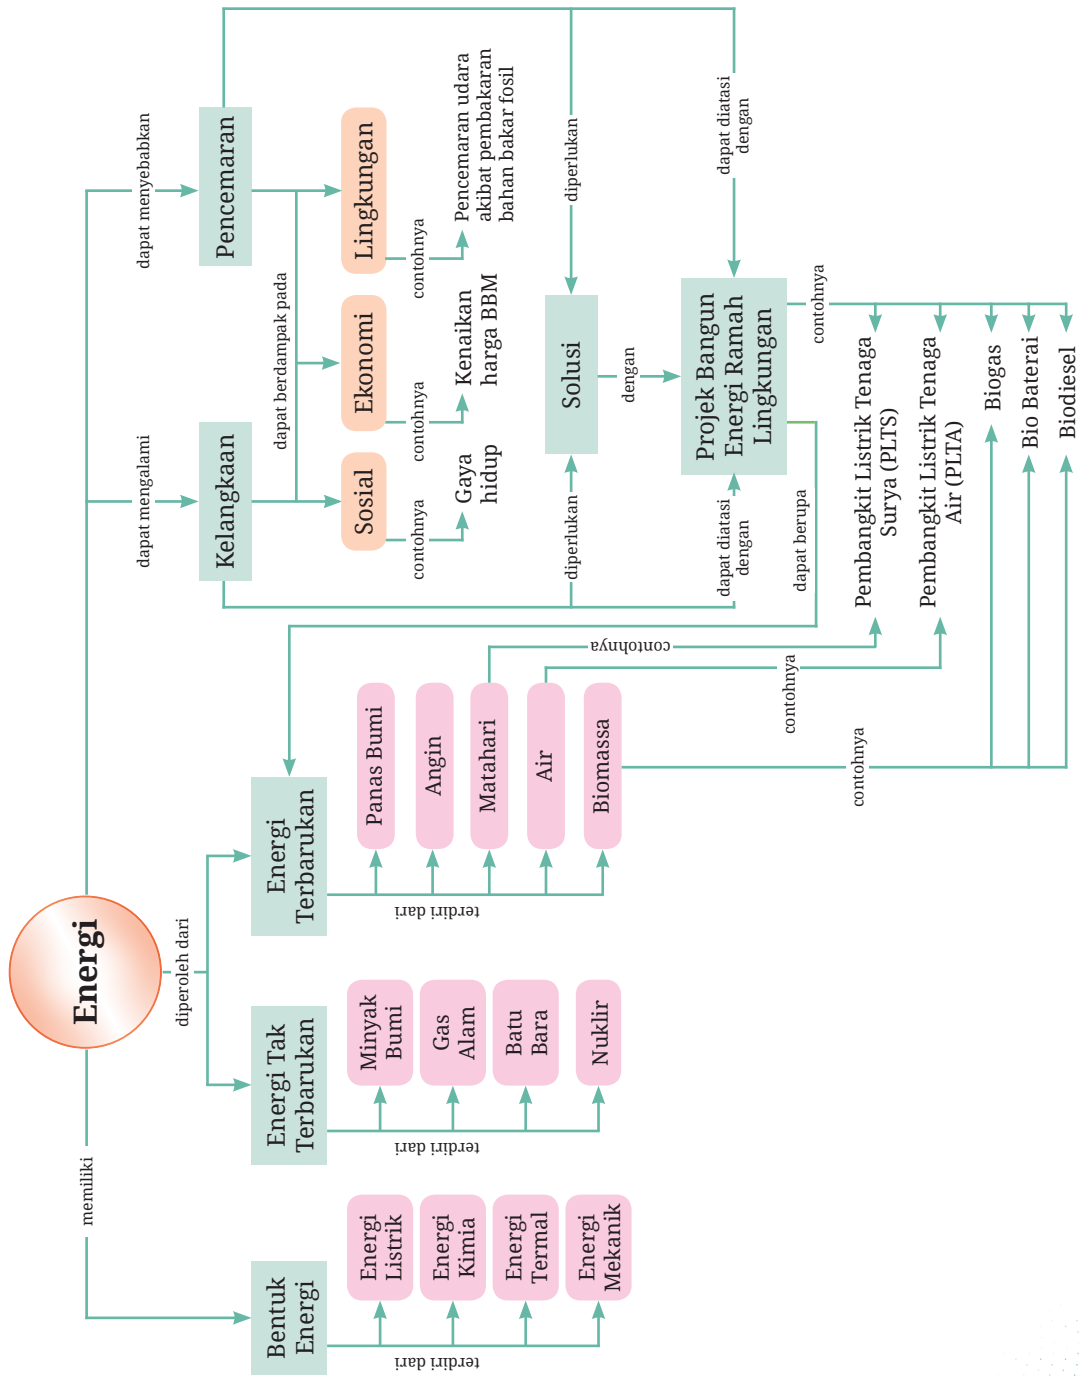 Energi
memiliki
Bentuk
Energi
terdiri dari
Energi
Listrik
Energi
Kimia
Energi
Termal
Energi
Mekanik
diperoleh dari
Energi Tak
Terbarukan
terdiri dari
Minyak
Bumi
Gas
Alam
Batu
Bara
Nuklir
Energi
Terbarukan
terdiri dari
Panas Bumi
Angin
Matahari
Air
Biomassa
contohnya
contohnya
contohnya
dapat mengalami
Kelangkaan
dapat menyebabkan
Pencemaran
dapat berdampak pada
Sosial
contohnya
Gaya
hidup
Ekonomi
contohnya
Kenaikan
harga BBM
Lingkungan
contohnya
Pencemaran udara
akibat pembakaran
bahan bakar fosil
diperlukan
diperlukan
Solusi
dengan
dapat diatasi
dengan
dapat diatasi
dengan
Projek Bangun
Energi Ramah
Lingkungan
dapat berupa
contohnya
Pembangkit Listrik Tenaga
Surya (PLTS)
Pembangkit Listrik Tenaga
Air (PLTA)
Biogas
Bio Baterai
Biodiesel